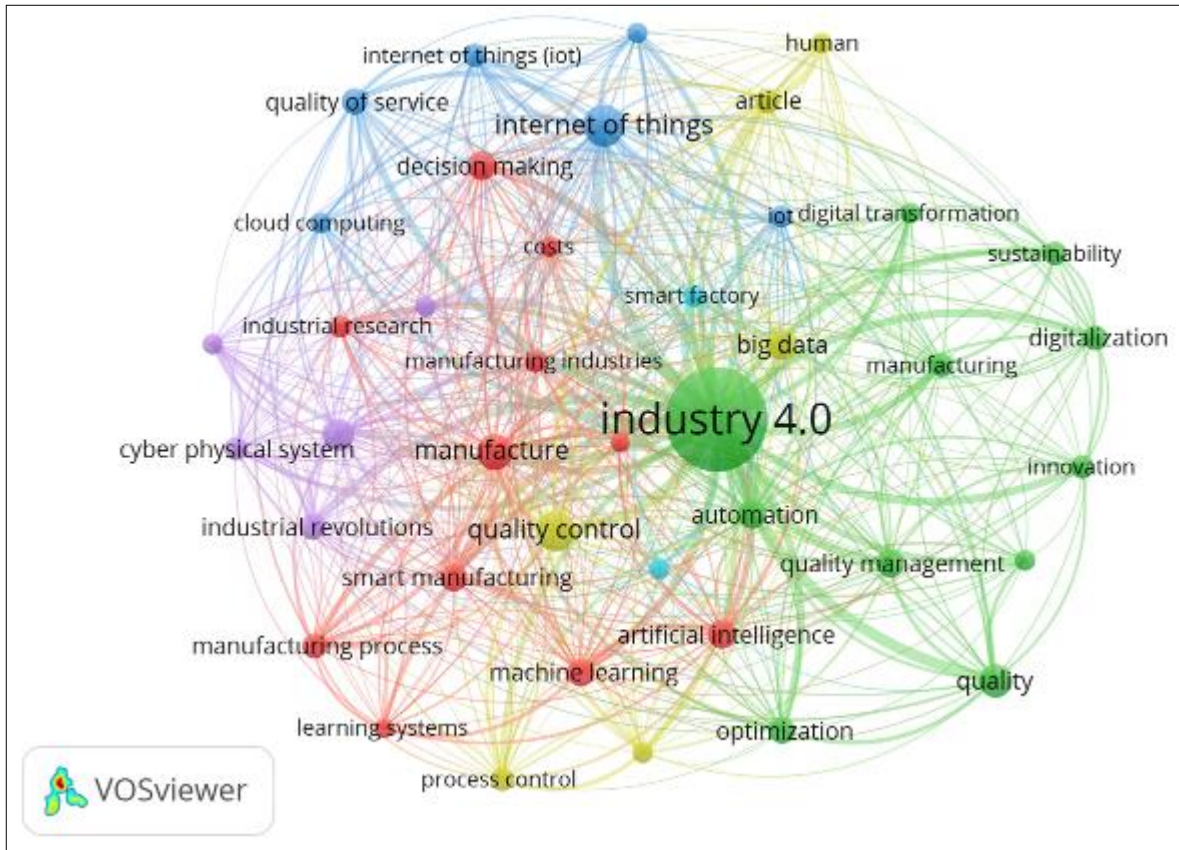 human
internet of things (iot)
article
quality of service
internet of things
decision making
iot
digital transformation
cloud computing
costs
sustainability
smart factory
industrial research
digitalization
big data
manufacturing industries
manufacturing
industry 4.0
cyber physical system
manufacture
innovation
automation
industrial revolutions
quality control
quality management
smart manufacturing
artificial intelligence
manufacturing process
machine learning
quality
learning systems
optimization
process control
VOSviewer